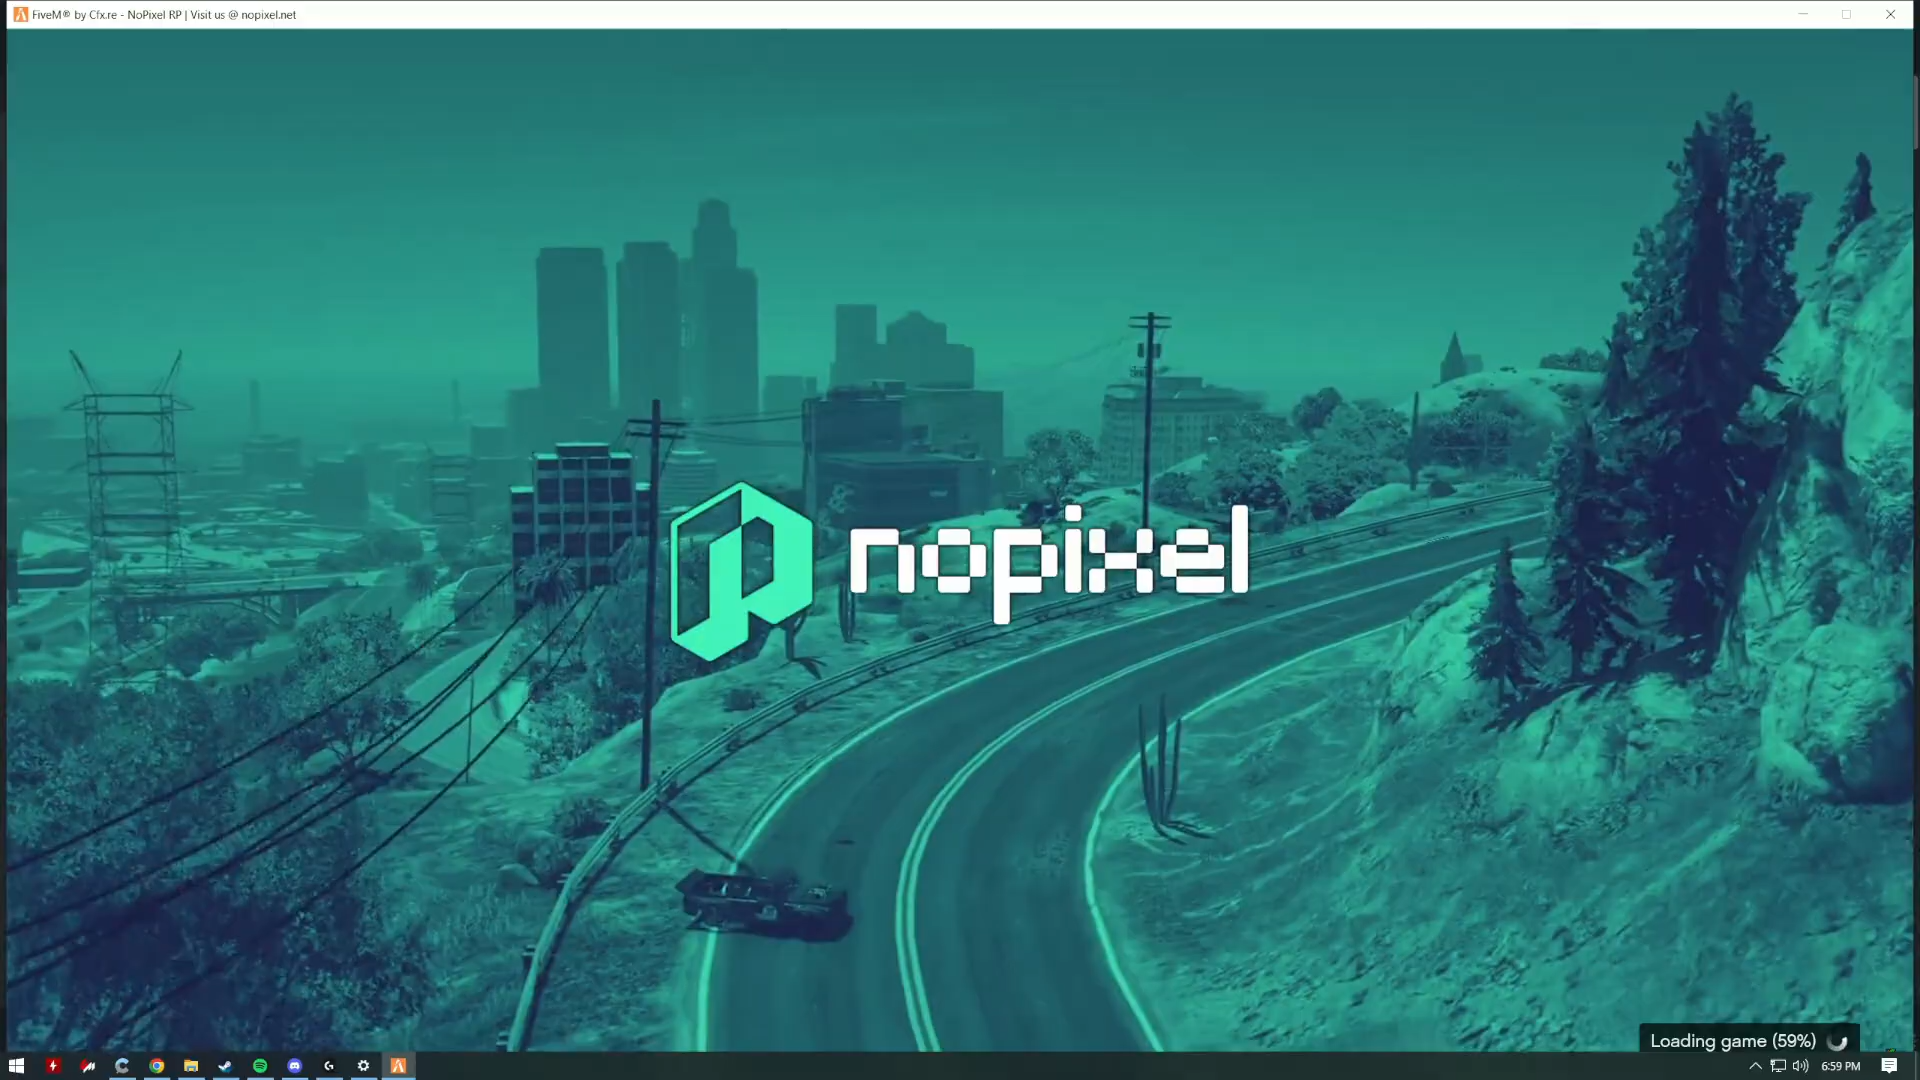 FiveM® by Cfx.re - NoPixel RP | Visit us @ nopixel.net
nopixel
Loading game (59%)
6:59 PM